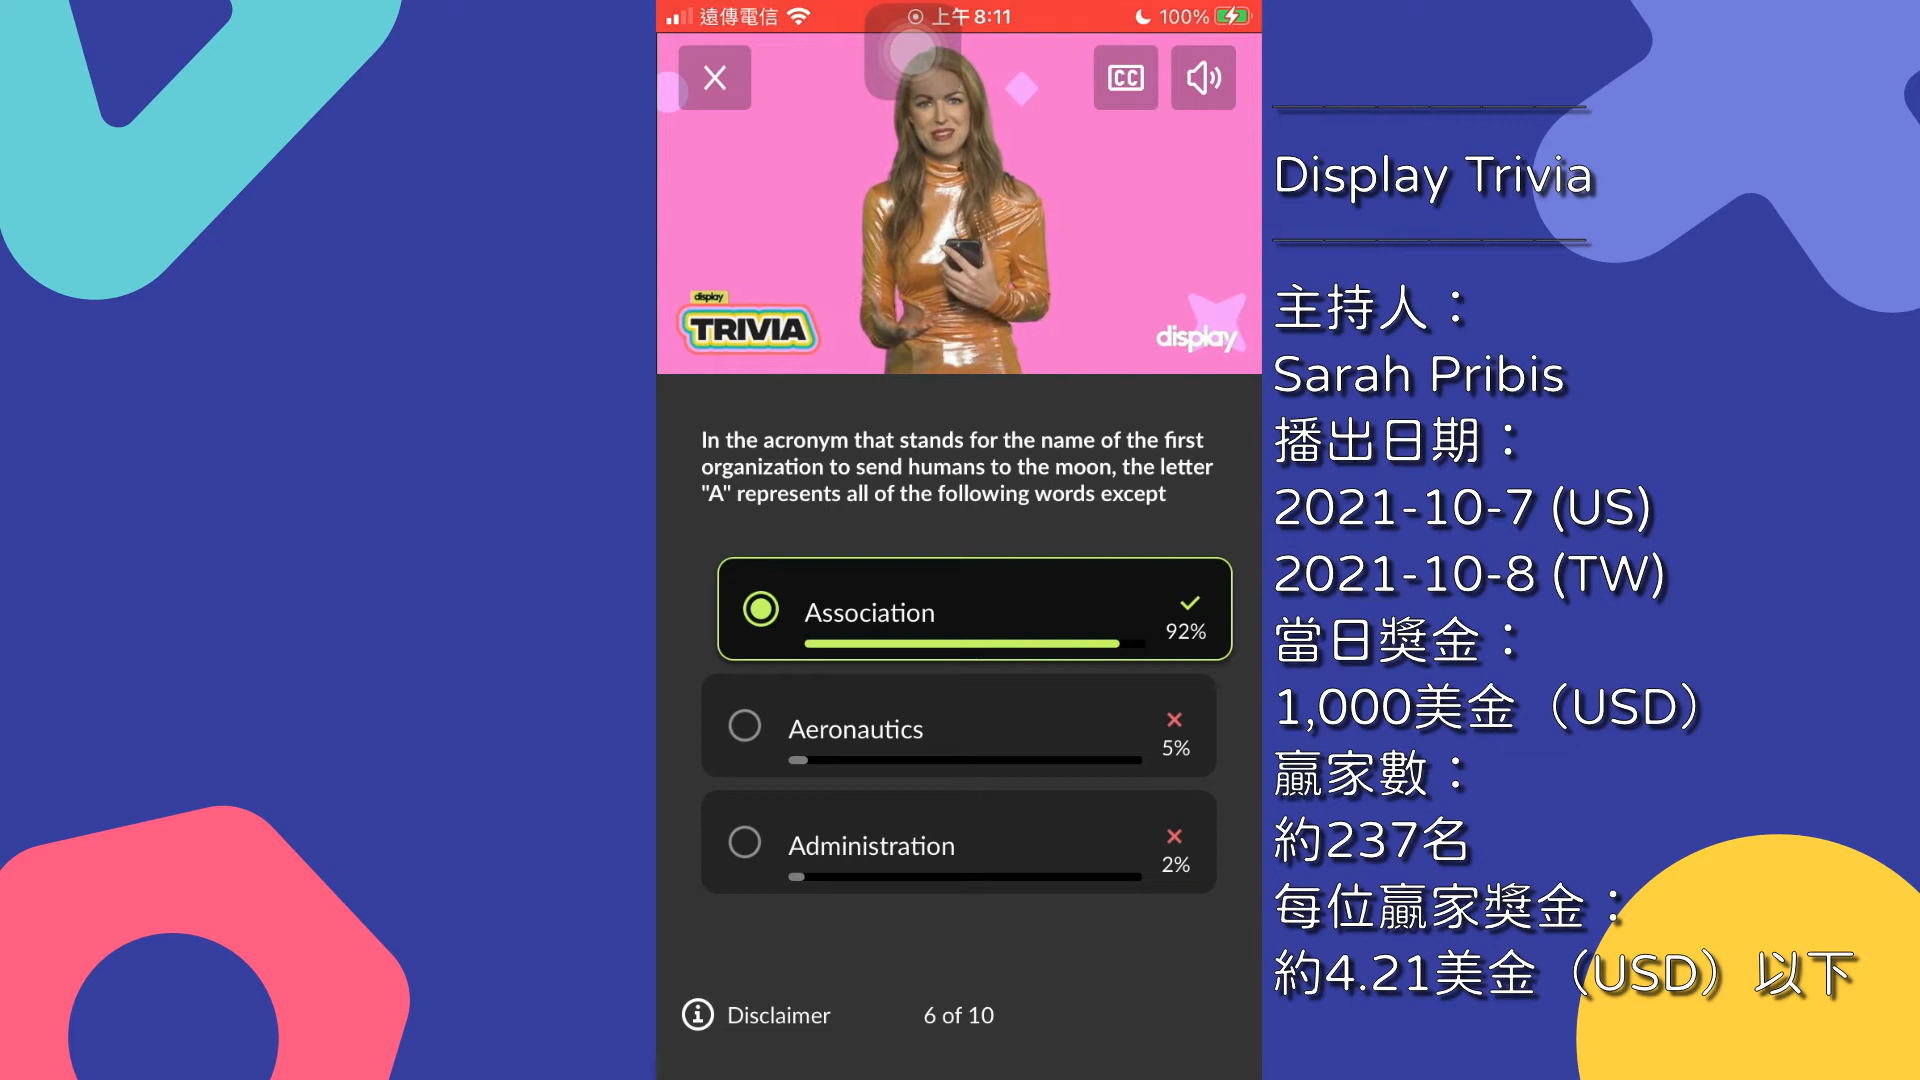 遠傳電信
上午8:11
100%
CC
display
TRIVIA
display
In the acronym that stands for the name of the first
organization to send humans to the moon, the letter
"A" represents all of the following words except
Association
92%
Aeronautics
5%
Administration
2%
Disclaimer
6 of 10
Display Trivia
主持人：
Sarah Pribis
播出日期：
2021-10-7 (US)
2021-10-8 (TW)
當日獎金：
1,000美金（USD）
贏家數：
約237名
每位贏家獎金：
約4.21美金（USD）以下